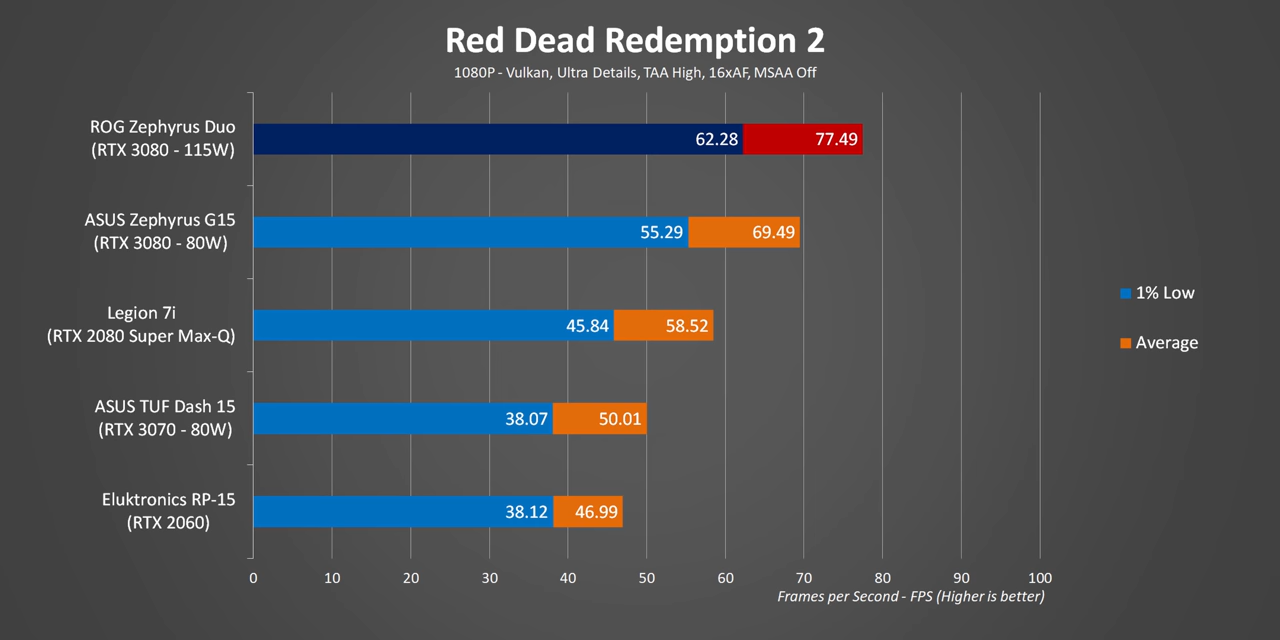 Red Dead Redemption 2
1080P - Vulkan, Ultra Details, TAA High, 16xAF, MSAA Off
ROG Zephyrus Duo
(RTX 3080 - 115W)
62.28
77.49
ASUS Zephyrus G15
(RTX 3080 - 80W)
55.29
69.49
Legion 7i
(RTX 2080 Super Max-Q)
45.84
58.52
ASUS TUF Dash 15
(RTX 3070 - 80W)
38.07
50.01
Eluktronics RP-15
(RTX 2060)
38.12
46.99
1% Low
Average
0 10 20 30 40 50 60 70 80 90 100
Frames per Second - FPS (Higher is better)